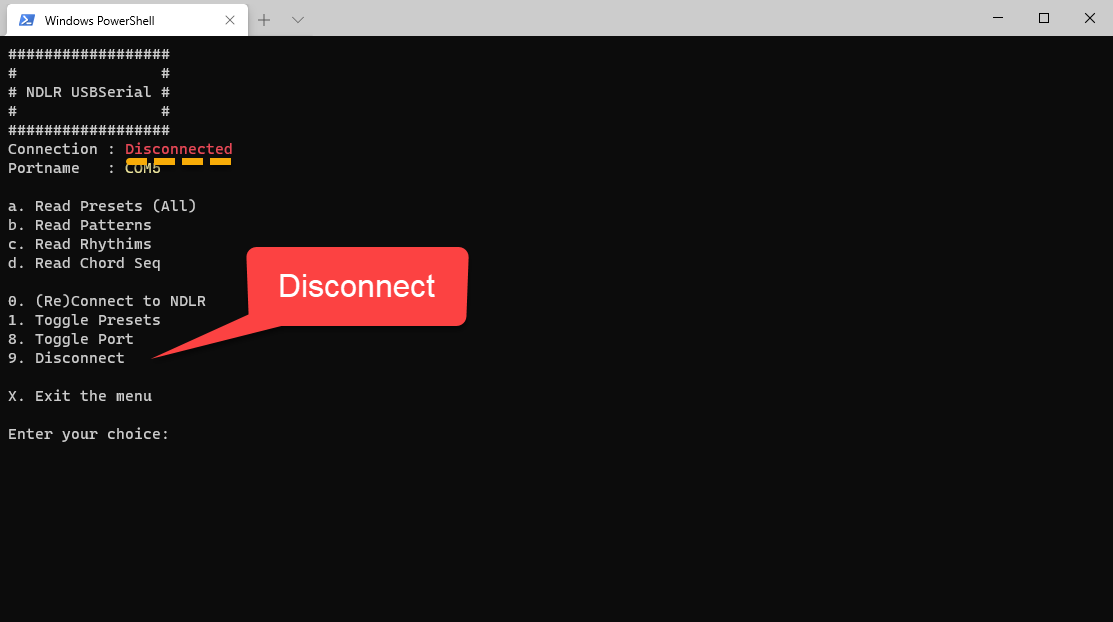 Windows PowerShell
##################
#                #
# NDLR USBSerial #
#                #
##################
Connection : Disconnected
Portname   : COM5
a. Read Presets (All)
b. Read Patterns
c. Read Rhythims
d. Read Chord Seq
Disconnect
0. (Re)Connect to NDLR
1. Toggle Presets
8. Toggle Port
9. Disconnect
X. Exit the menu
Enter your choice: